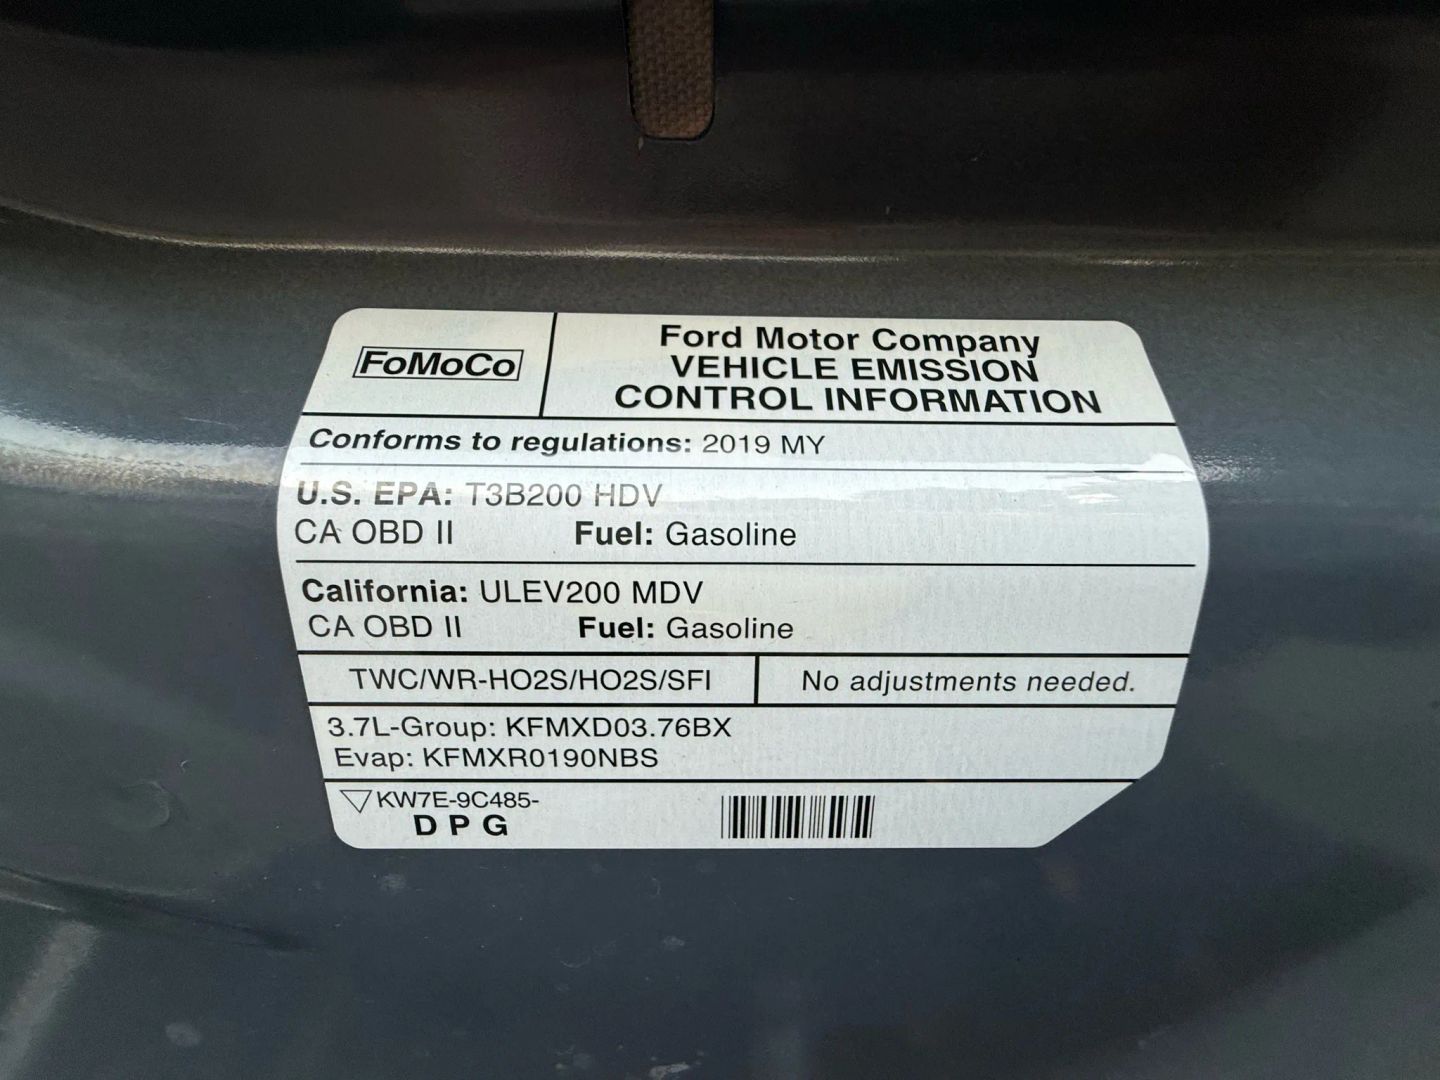 FoMoCo
Ford Motor Company
VEHICLE EMISSION
CONTROL INFORMATION
Conforms to regulations: 2019 MY
U.S. EPA: T3B200 HDV
CA OBD II Fuel: Gasoline
California: ULEV200 MDV
CA OBD II Fuel: Gasoline
TWC/WR-HO2S/HO2S/SFI No adjustments needed.
3.7L-Group: KFMXD03.76BX
Evap: KFMXR0190NBS
KW7E-9C485-
D P G